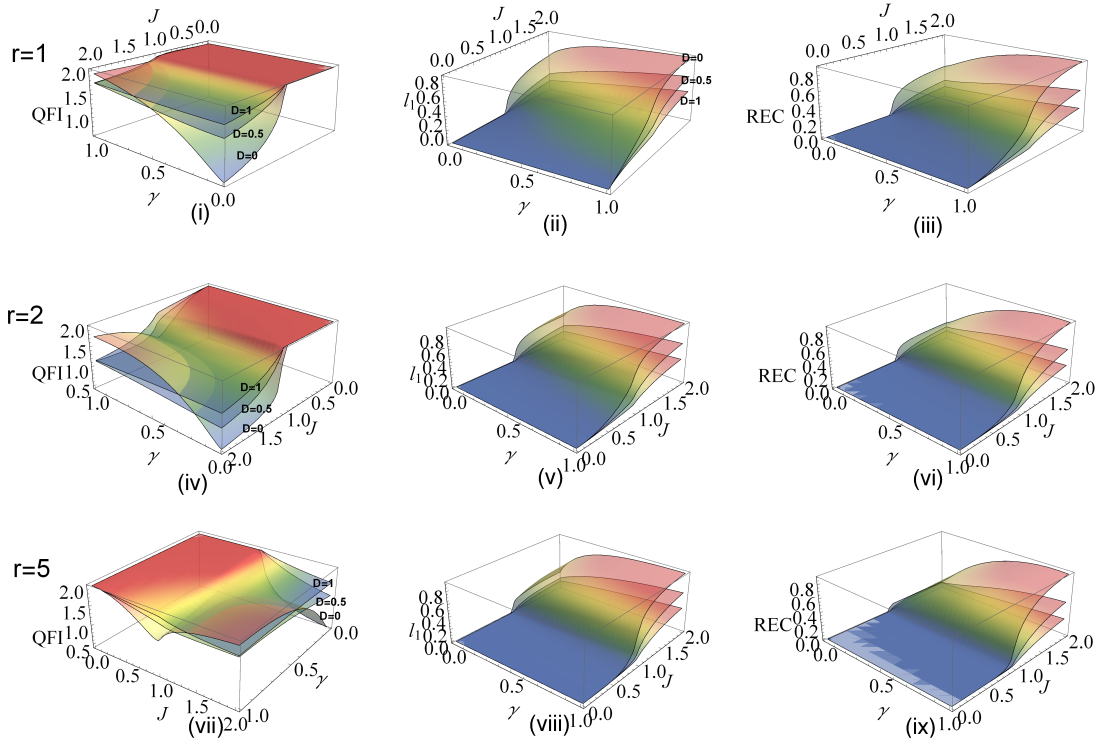 r=1
J
2.0 1.5 1.0 0.5 0.0
2.0
1.5
1.0
QFI
D=1
D=0.5
D=0
1.0 0.5 0.0
γ
(i)
J
0.0 0.5 1.0 1.5 2.0
0.8
0.6
0.4
0.2
0.0
l1
D=0
D=0.5
D=1
0.0 0.5 1.0
γ
(ii)
J
0.0 0.5 1.0 1.5 2.0
0.8
0.6
0.4
0.2
0.0
REC
0.0 0.5 1.0
γ
(iii)
r=2
2.0
1.5
1.0
0.5
QFI
D=1
D=0.5
D=0
1.0 0.5 0.0
γ
0.0 0.5 1.0 1.5 2.0
J
(iv)
0.8
0.6
0.4
0.2
0.0
l1
0.0 0.5 1.0
γ
0.0 0.5 1.0 1.5 2.0
J
(v)
0.8
0.6
0.4
0.2
0.0
REC
0.0 0.5 1.0
γ
0.0 0.5 1.0 1.5 2.0
J
(vi)
r=5
2.0
1.5
1.0
0.5
QFI
D=1
D=0.5
D=0
0.0 0.5 1.0 1.5 2.0
J
0.0 0.5 1.0
γ
(vii)
0.8
0.6
0.4
0.2
0.0
l1
0.0 0.5 1.0
γ
0.0 0.5 1.0 1.5 2.0
J
(viii)
0.8
0.6
0.4
0.2
0.0
REC
0.0 0.5 1.0
γ
0.0 0.5 1.0 1.5 2.0
J
(ix)